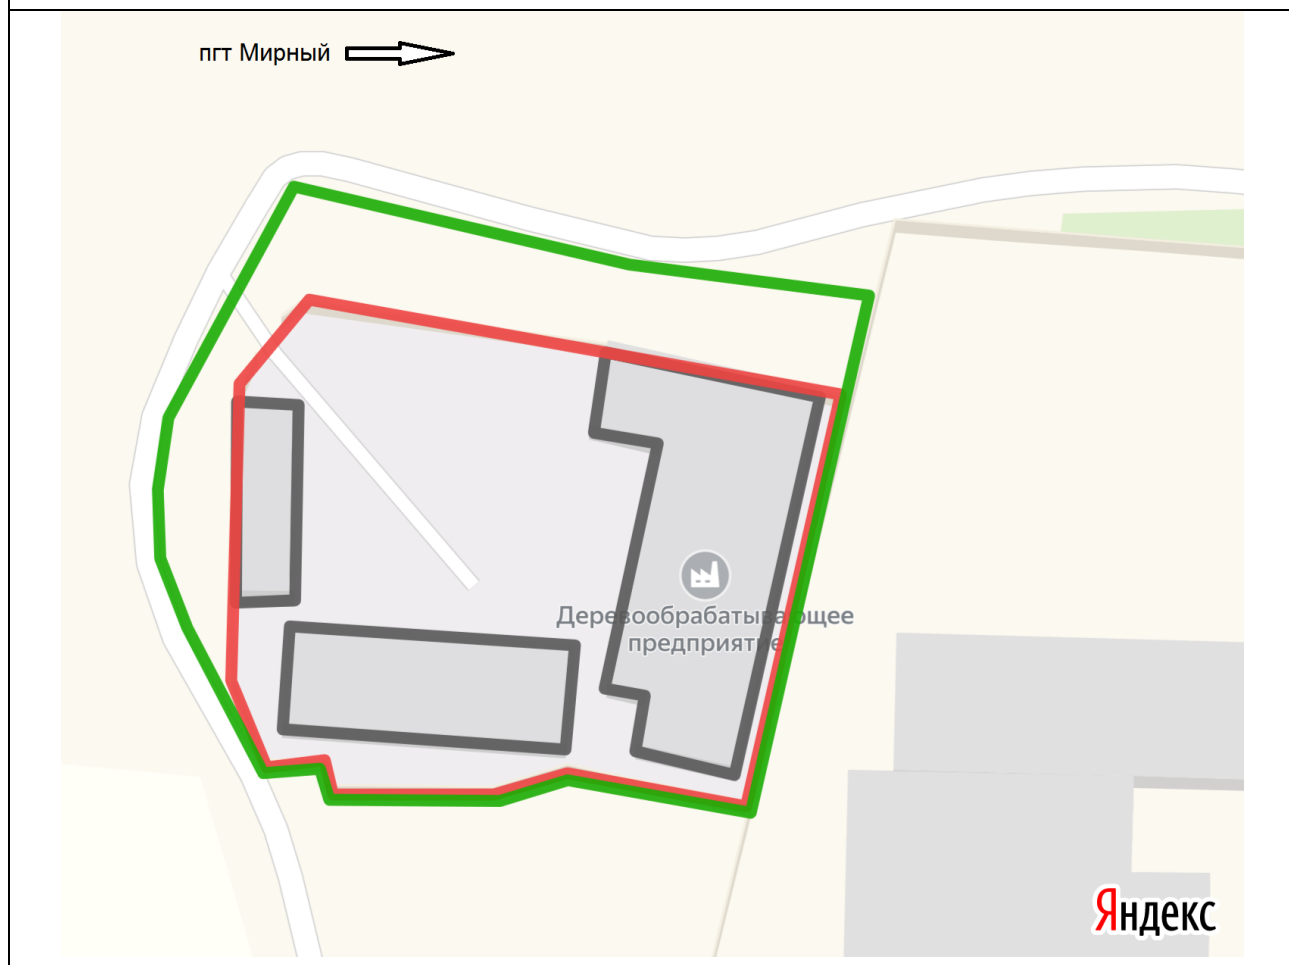 пгт Мирный
Деревообрабатывающее
предприятие
Яндекс